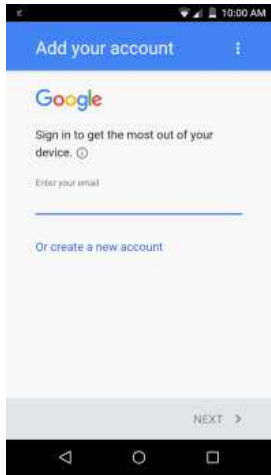 10:00 AM
Add your account
Google
Sign in to get the most out of your
device.
Enter your email
Or create a new account
NEXT